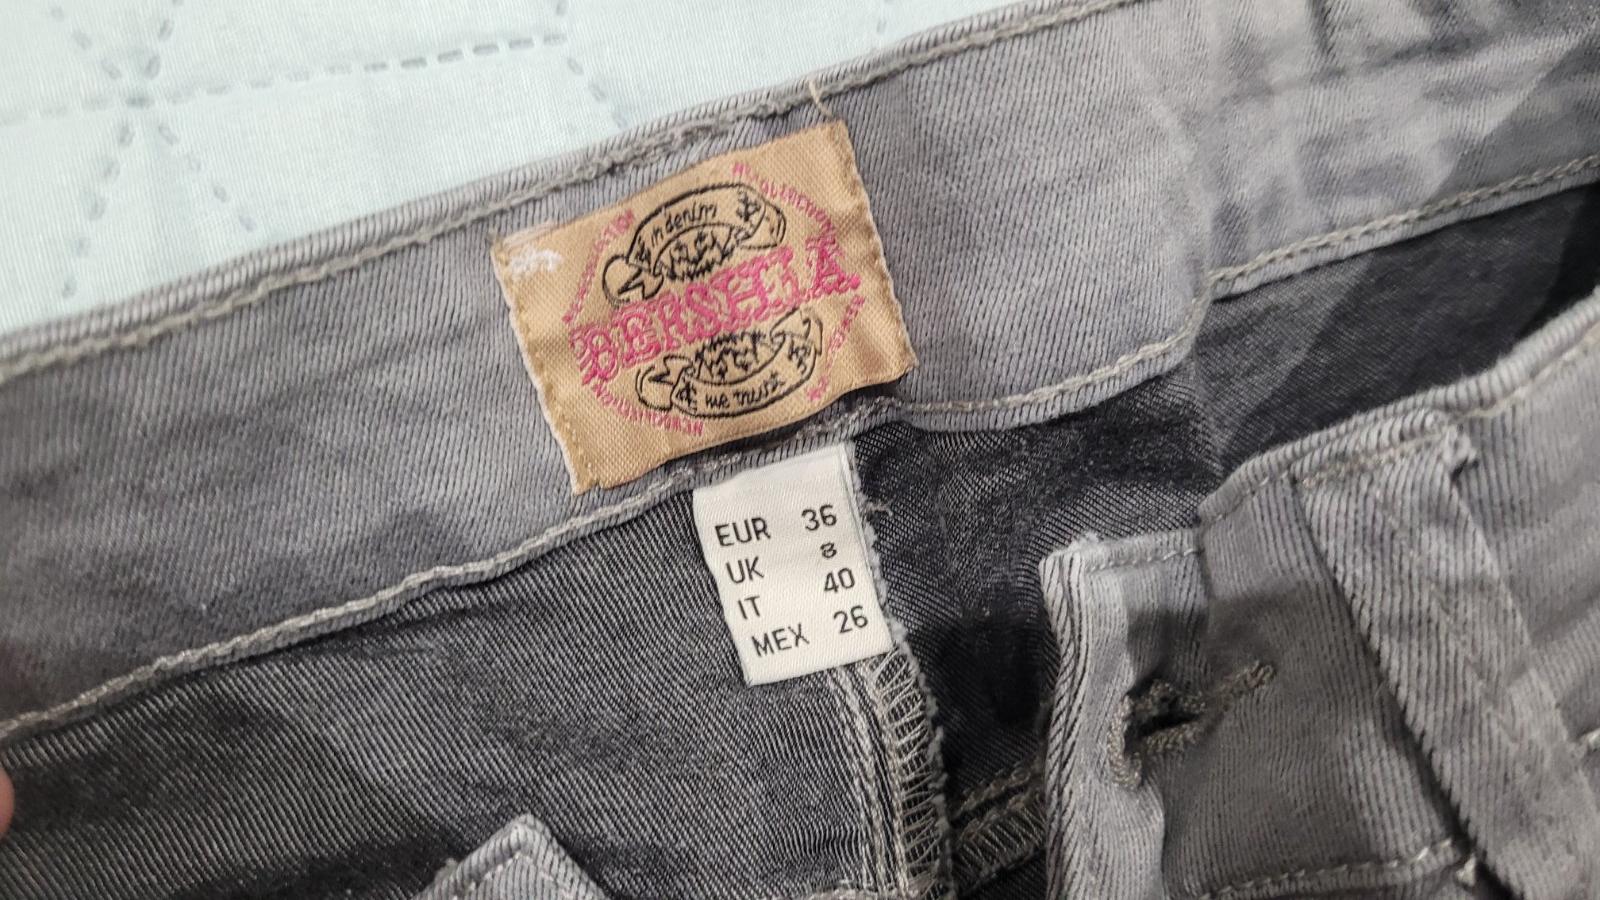 in denim
BERSHKA
we trust
EUR 36
UK 8
IT 40
MEX 26